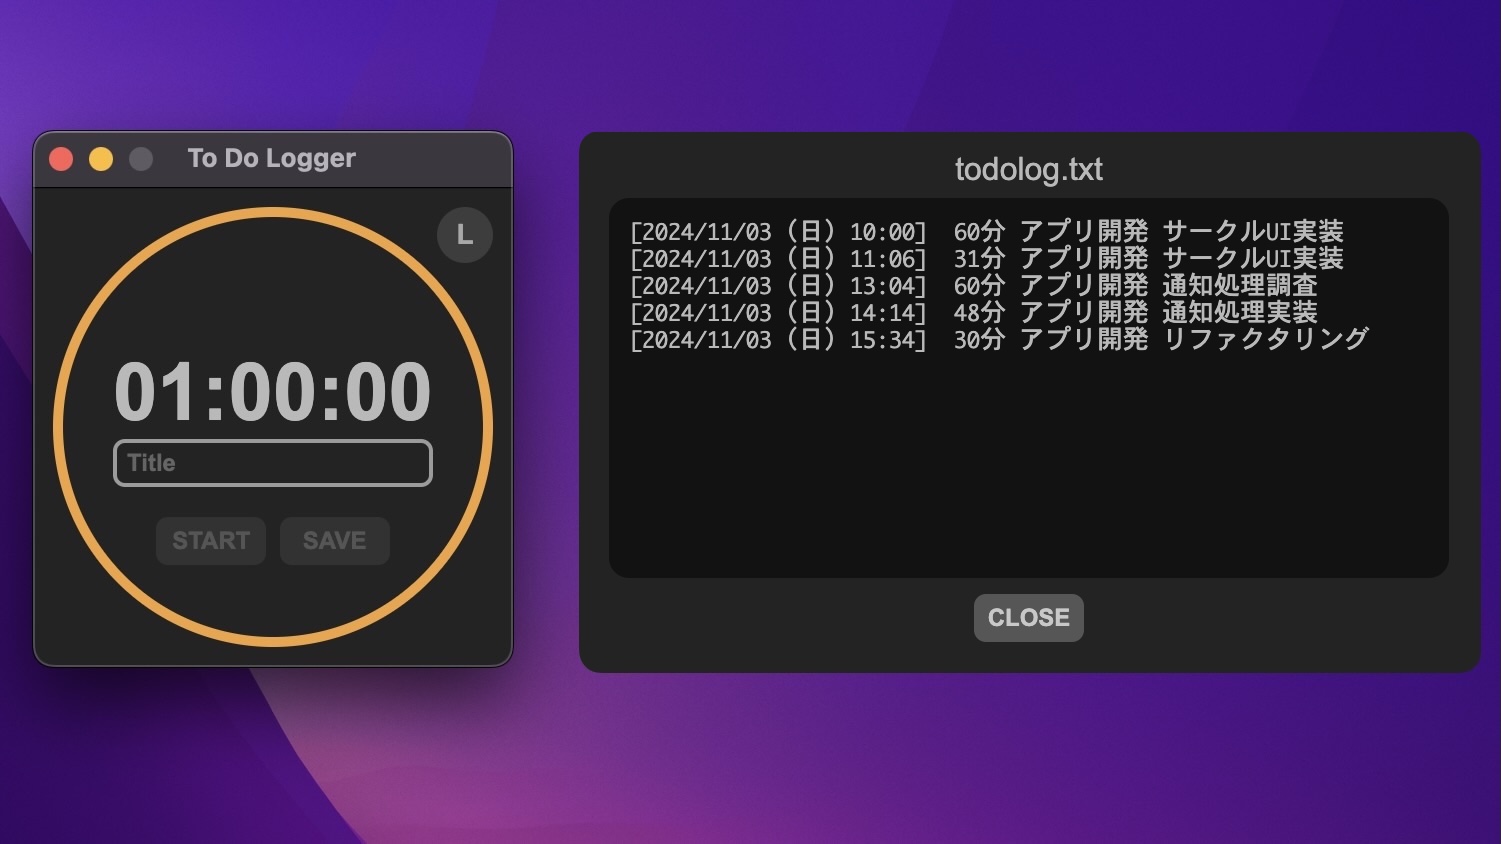 To Do Logger
L
01:00:00
Title
START SAVE
todolog.txt
[2024/11/03（日）10:00]  60分 アプリ開発 サークルUI実装
[2024/11/03（日）11:06]  31分 アプリ開発 サークルUI実装
[2024/11/03（日）13:04]  60分 アプリ開発 通知処理調査
[2024/11/03（日）14:14]  48分 アプリ開発 通知処理実装
[2024/11/03（日）15:34]  30分 アプリ開発 リファクタリング
CLOSE